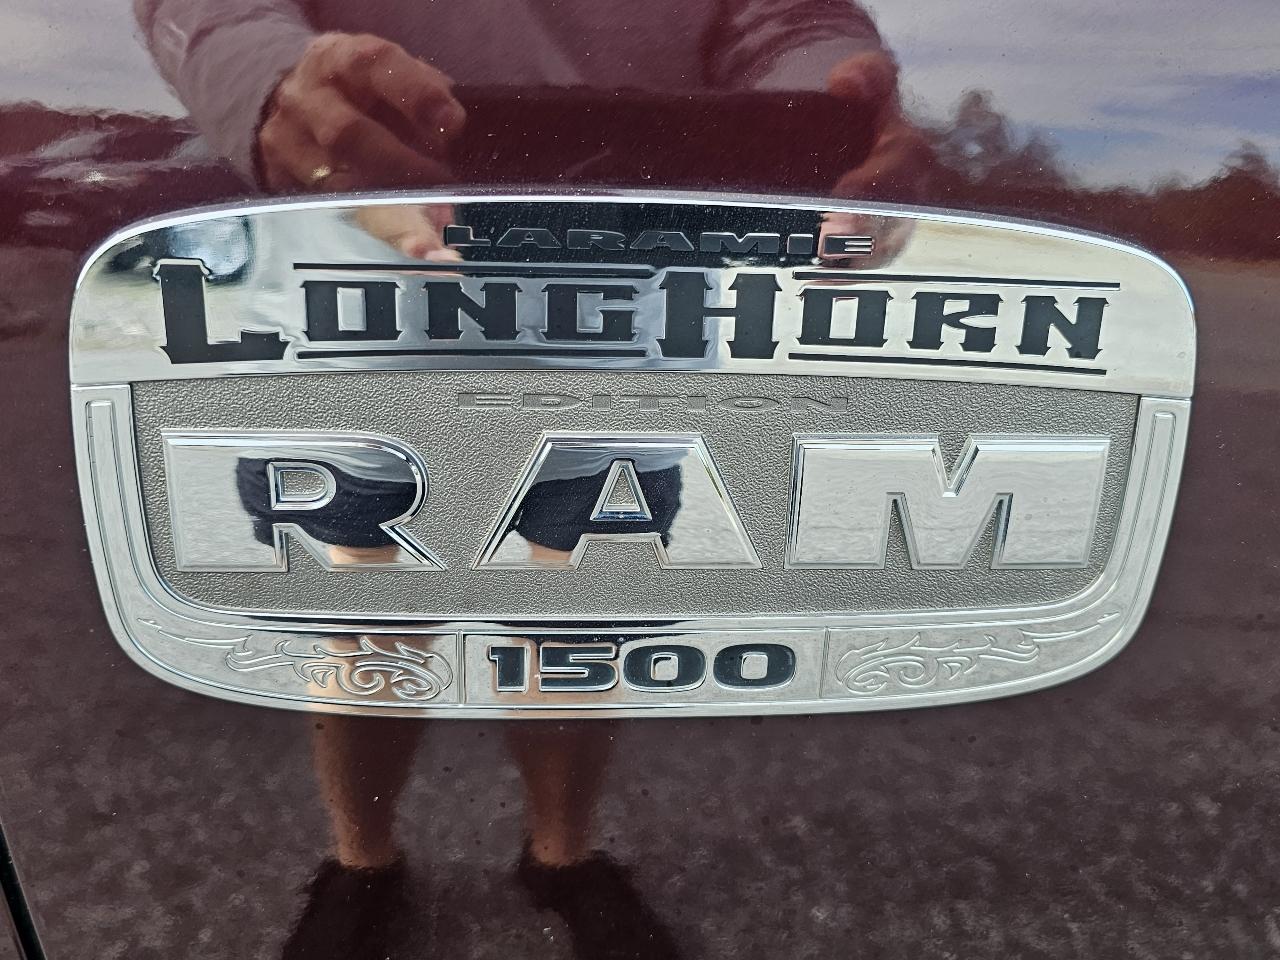 LARAMIE
LONGHORN
EDITION
RAM
1500